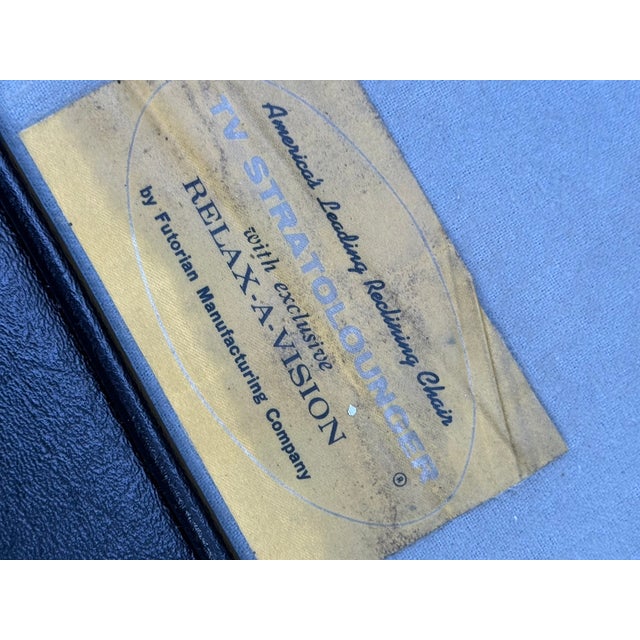 America's Leading Reclining Chair
TV STRATOLOUNGER®
with exclusive
RELAX-A-VISION
by Futorian Manufacturing Company